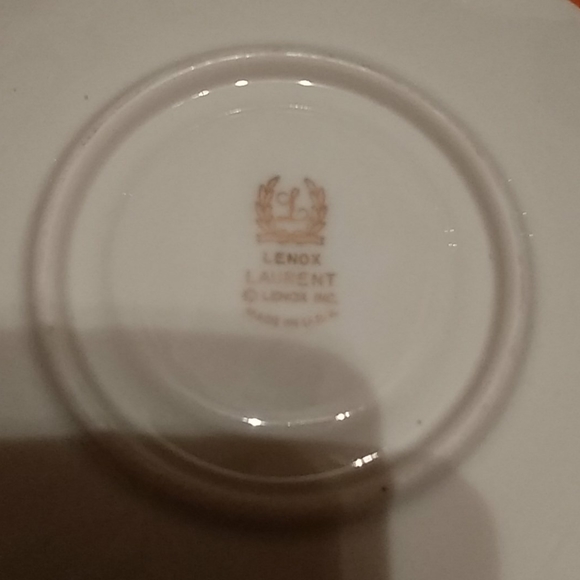 L
LENOX
LAURENT
© LENOX INC.
MADE IN U.S.A.